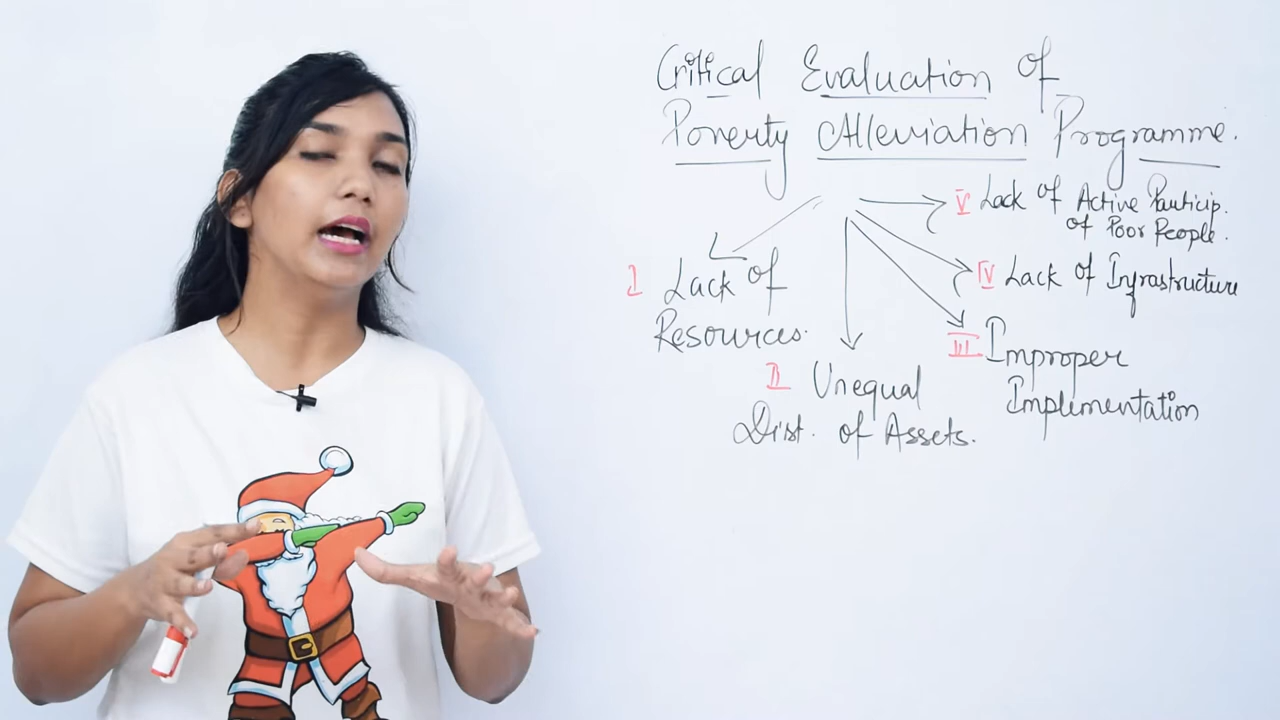 Critical Evaluation of
Poverty Alleviation Programme.
I Lack of
Resources.
II Unequal
Dist. of Assets.
III Improper
Implimentation
IV Lack of Infrastructure
V Lack of Active Particip.
of Poor People.